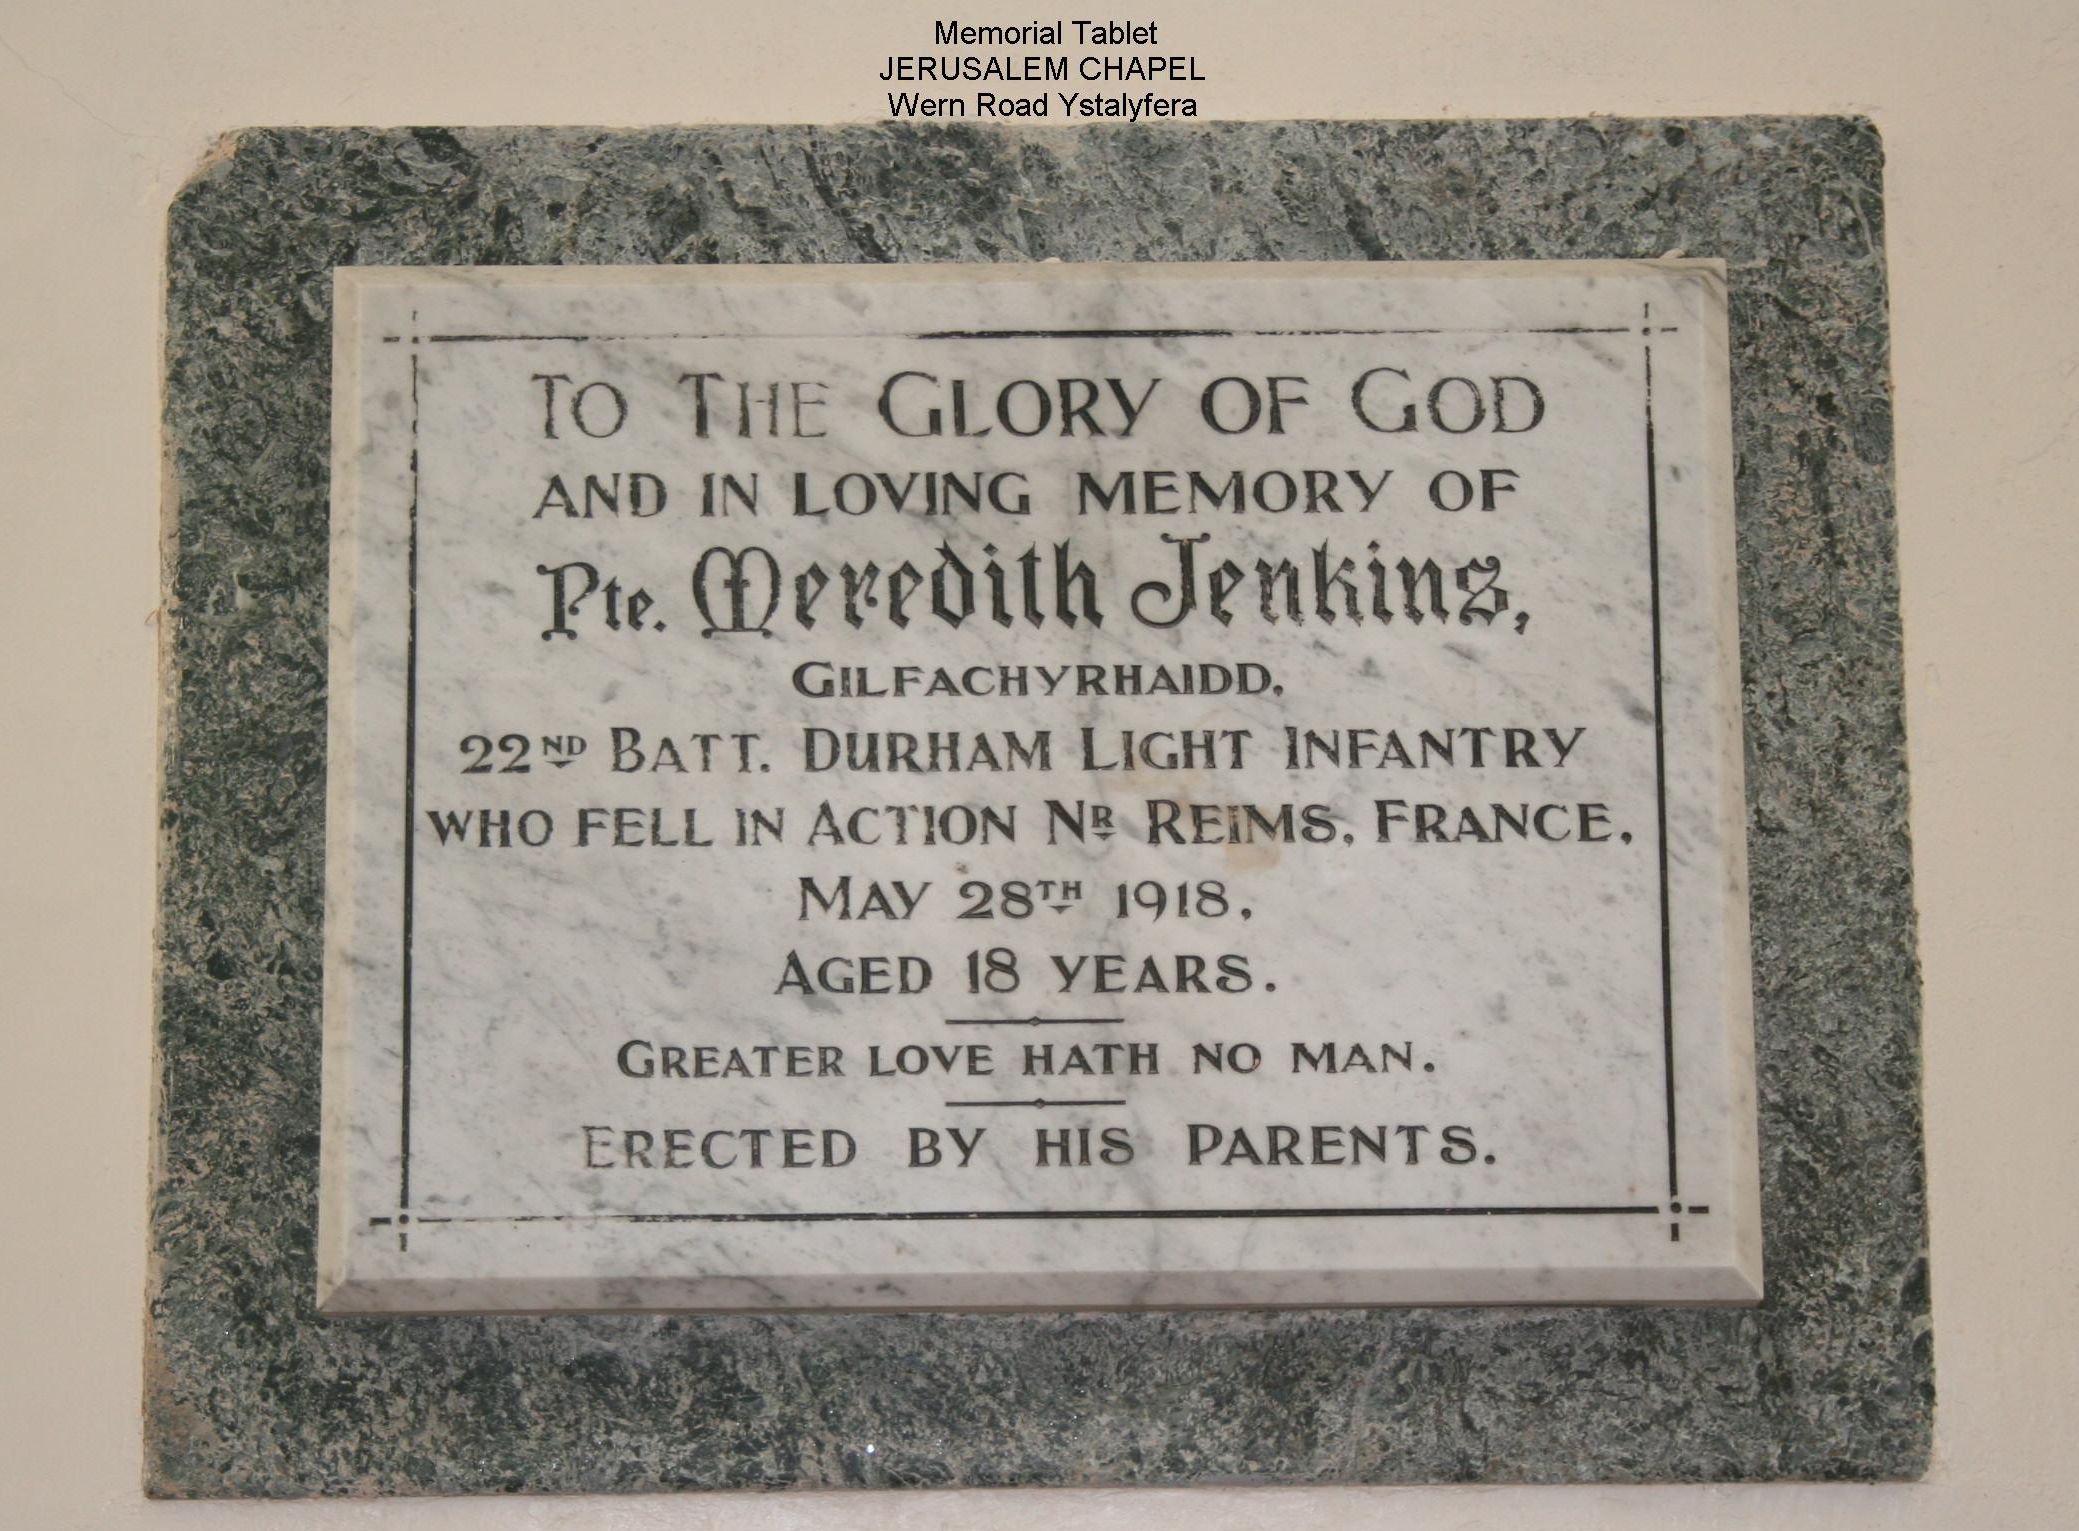 Memorial Tablet
JERUSALEM CHAPEL
Wern Road Ystalyfera
TO THE GLORY OF GOD
AND IN LOVING MEMORY OF
Pte. Meredith Jenkins,
GILFACHYRHAIDD,
22ND BATT. DURHAM LIGHT INFANTRY
WHO FELL IN ACTION NR REIMS, FRANCE,
MAY 28TH 1918,
AGED 18 YEARS.
GREATER LOVE HATH NO MAN.
ERECTED BY HIS PARENTS.